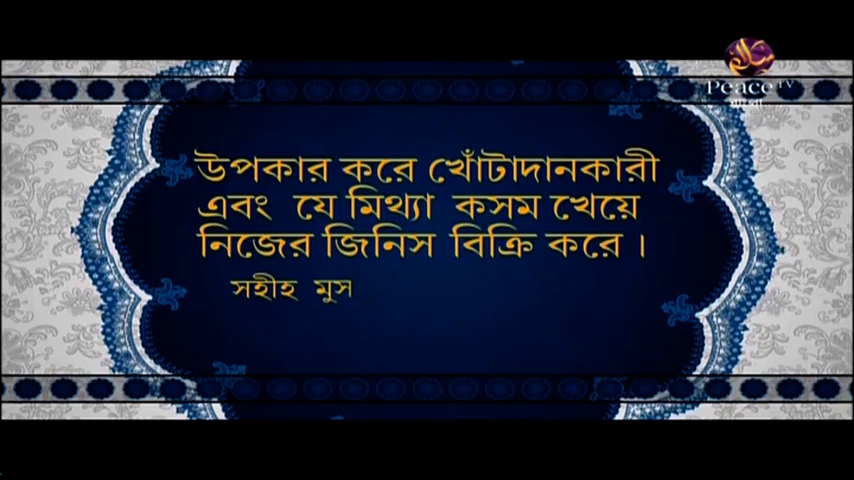 Peace TV
বাংলা
উপকার করে খোঁটাদানকারী
এবং যে মিথ্যা কসম খেয়ে
নিজের জিনিস বিক্রি করে ।
সহীহ মুস